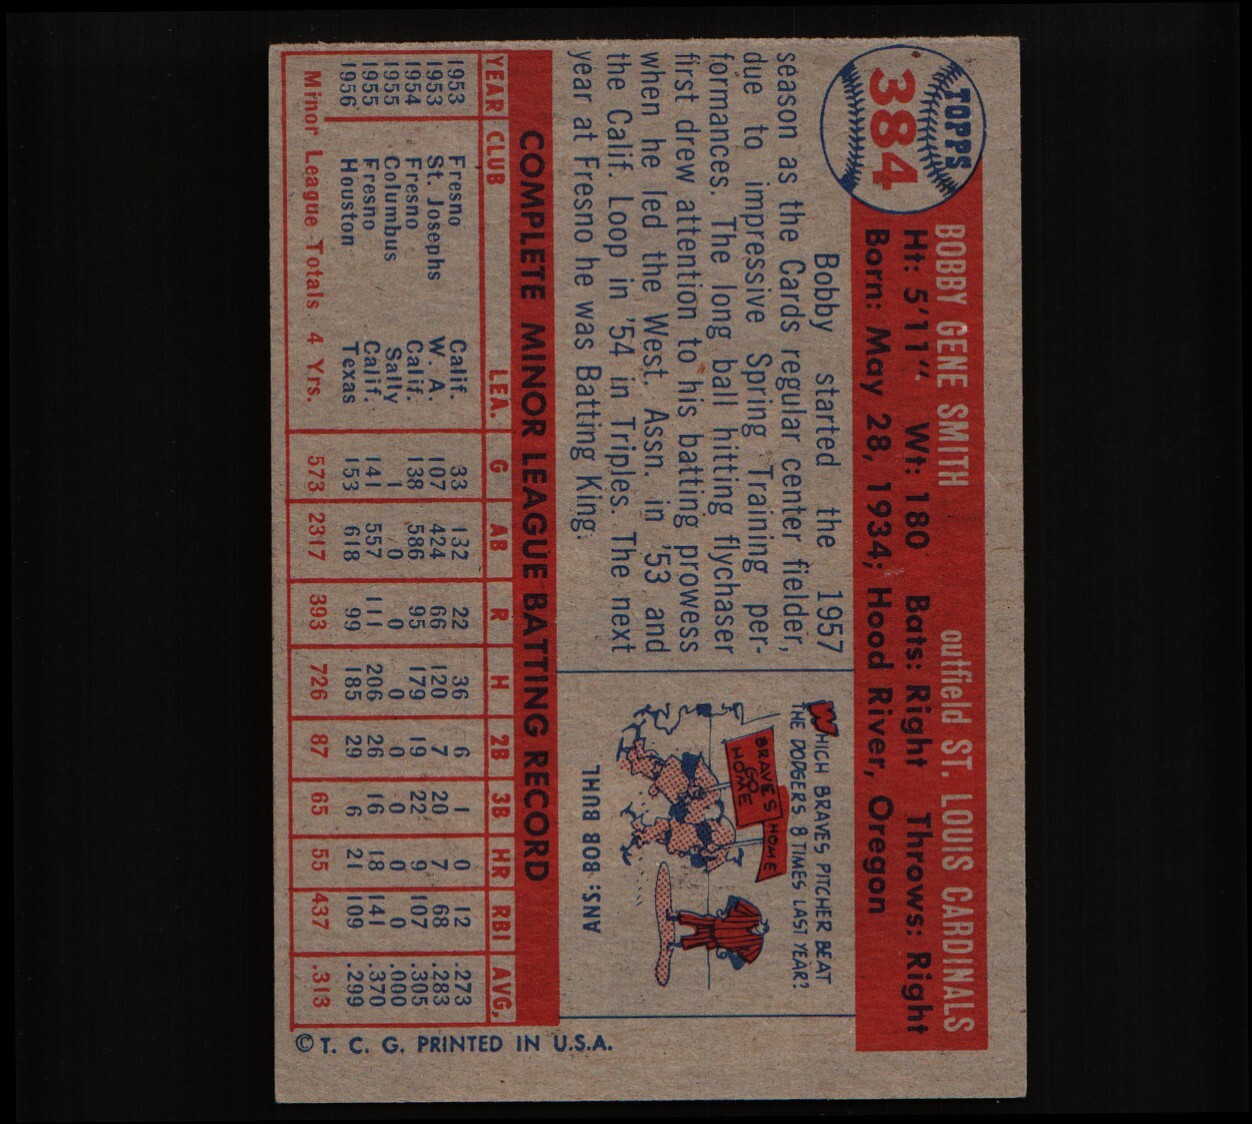 TOPPS
384
BOBBY GENE SMITH outfield ST. LOUIS CARDINALS
Ht: 5'11". Wt: 180 Bats: Right Throws: Right
Born: May 28, 1934; Hood River, Oregon
Bobby started the 1957
season as the Cards regular center fielder,
due to impressive Spring Training per-
formances. The long ball hitting flychaser
first drew attention to his batting prowess
when he led the West. Assn. in '53 and
the Calif. Loop in '54 in Triples. The next
year at Fresno he was Batting King.
WHICH BRAVES PITCHER BEAT
THE DODGERS 8 TIMES LAST YEAR?
BRAVES GO HOME
HOME
ANS: BOB BUHL
COMPLETE MINOR LEAGUE BATTING RECORD
YEAR CLUB LEA. G AB R H 2B 3B HR RBI AVG.
1953 Fresno Calif. 33 132 22 36 6 1 0 12 .273
1953 St. Josephs W. A. 107 424 66 120 7 20 7 68 .283
1954 Fresno Calif. 138 586 95 179 19 22 9 107 .305
1955 Columbus Sally 1 0 0 0 0 0 0 0 .000
1955 Fresno Calif. 141 557 111 206 26 16 18 141 .370
1956 Houston Texas 153 618 99 185 29 6 21 109 .299
Minor League Totals 4 Yrs. 573 2317 393 726 87 65 55 437 .313
© T. C. G. PRINTED IN U.S.A.